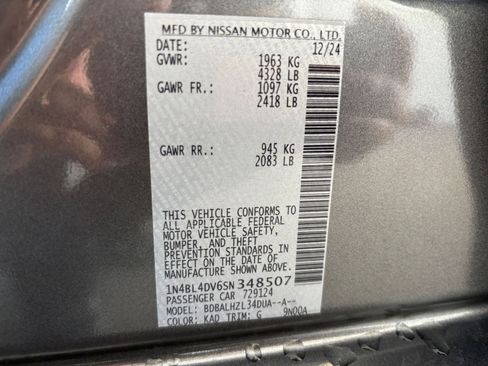 MFD BY NISSAN MOTOR CO., LTD.
DATE: 12/24
GVWR: 1963 KG
4328 LB
GAWR FR.: 1097 KG
2418 LB
GAWR RR.: 945 KG
2083 LB
THIS VEHICLE CONFORMS TO
ALL APPLICABLE FEDERAL
MOTOR VEHICLE SAFETY,
BUMPER, AND THEFT
PREVENTION STANDARDS IN
EFFECT ON THE DATE OF
MANUFACTURE SHOWN ABOVE.
1N4BL4DV6SN348507
PASSENGER CAR 729124
MODEL: BDBALHZL34DUA--A--
COLOR: KAD TRIM: G 9N00A